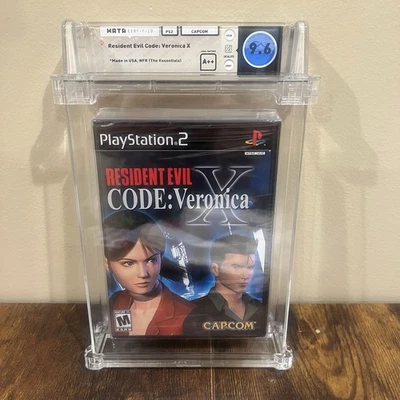 WATA CERTIFIED PS2 CAPCOM
Resident Evil Code: Veronica X
*Made in USA, NFR (The Essentials)
A++
9.6
PlayStation 2
RESIDENT EVIL
CODE:Veronica
X
M
CAPCOM